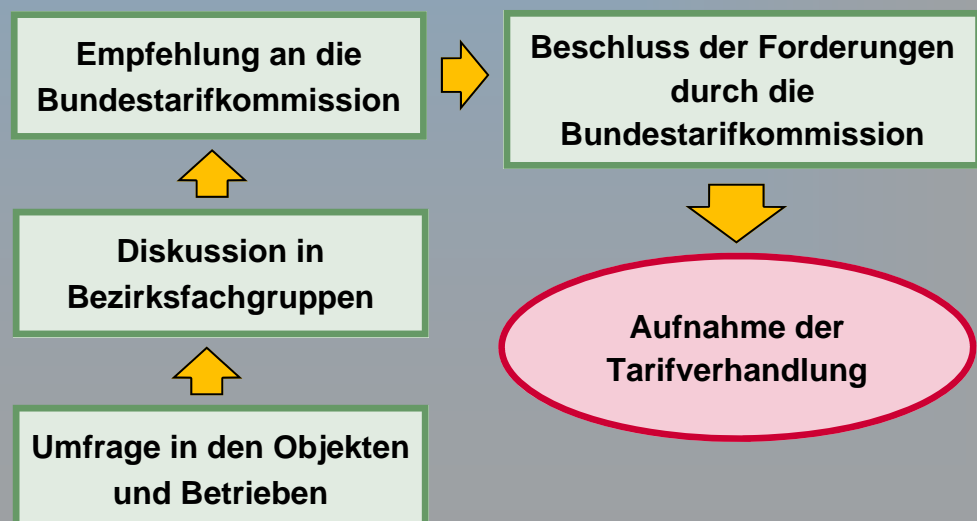 Empfehlung an die
Bundestarifkommission
Beschluss der Forderungen
durch die
Bundestarifkommission
Diskussion in
Bezirksfachgruppen
Aufnahme der
Tarifverhandlung
Umfrage in den Objekten
und Betrieben